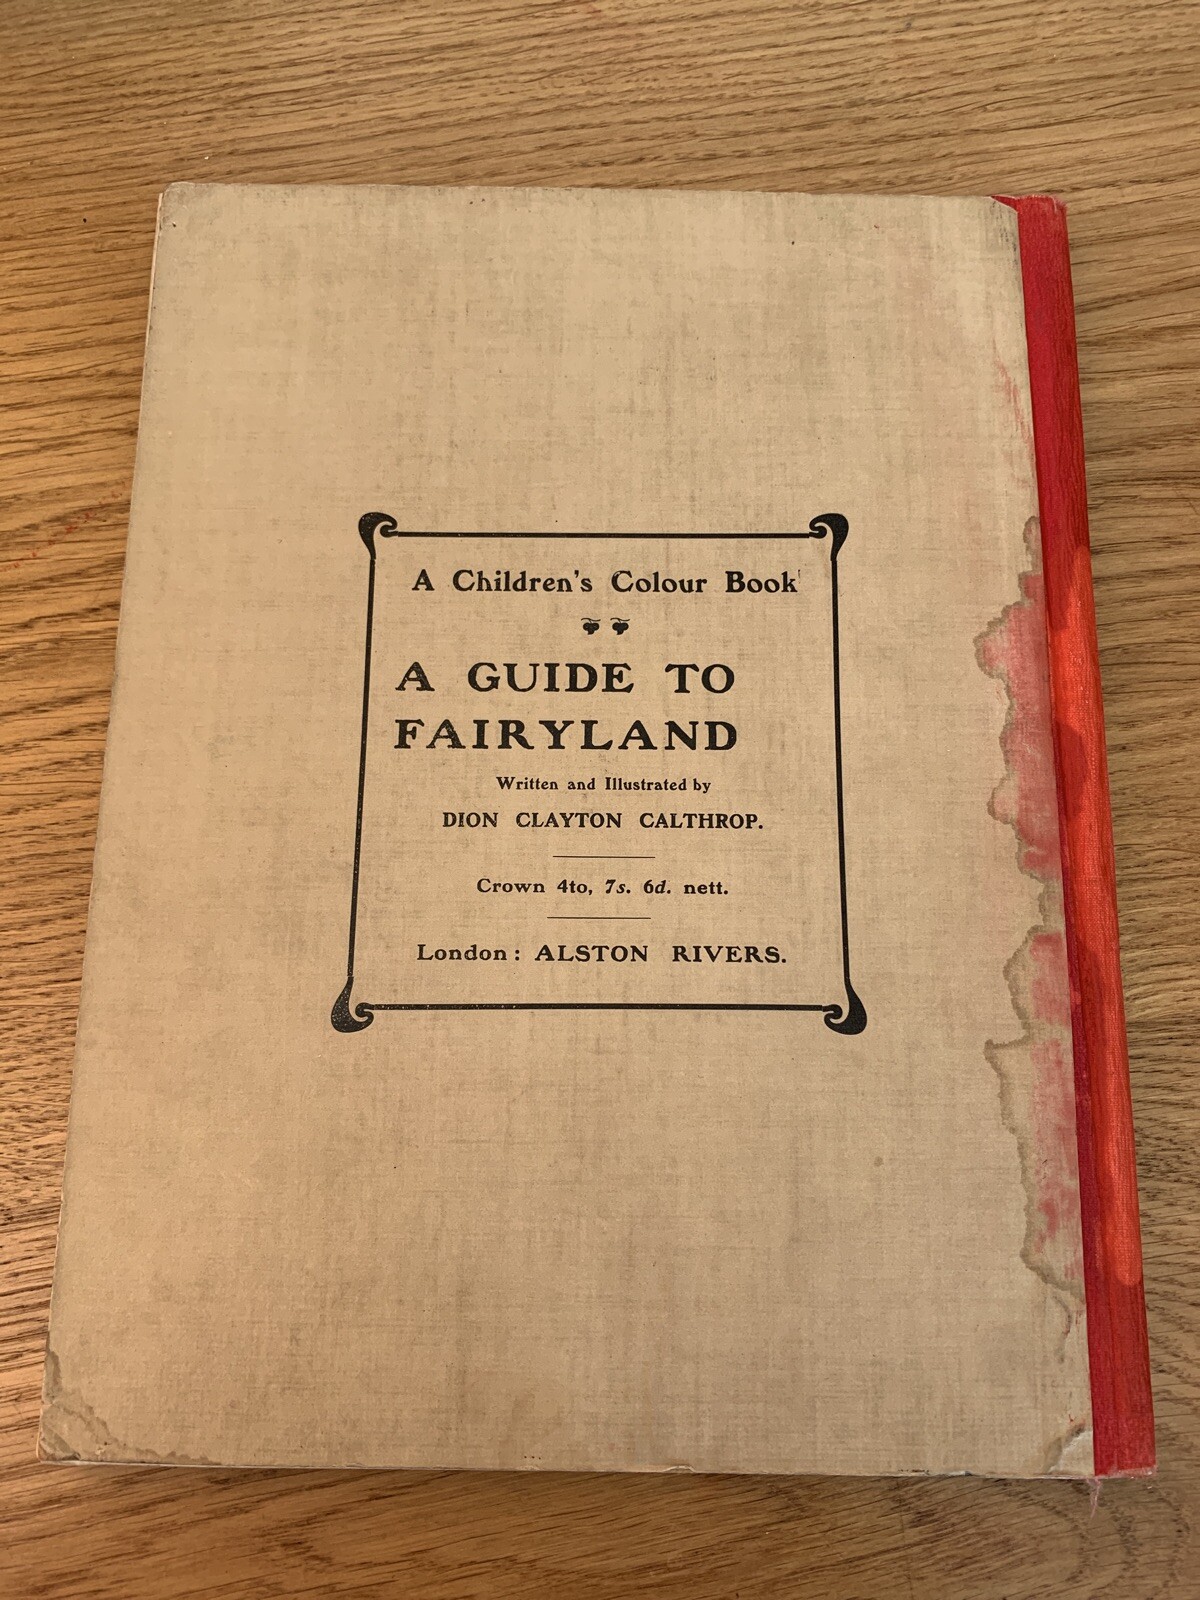 A Children's Colour Book
A GUIDE TO
FAIRYLAND
Written and Illustrated by
DION CLAYTON CALTHROP.
Crown 4to, 7s. 6d. nett.
London: ALSTON RIVERS.